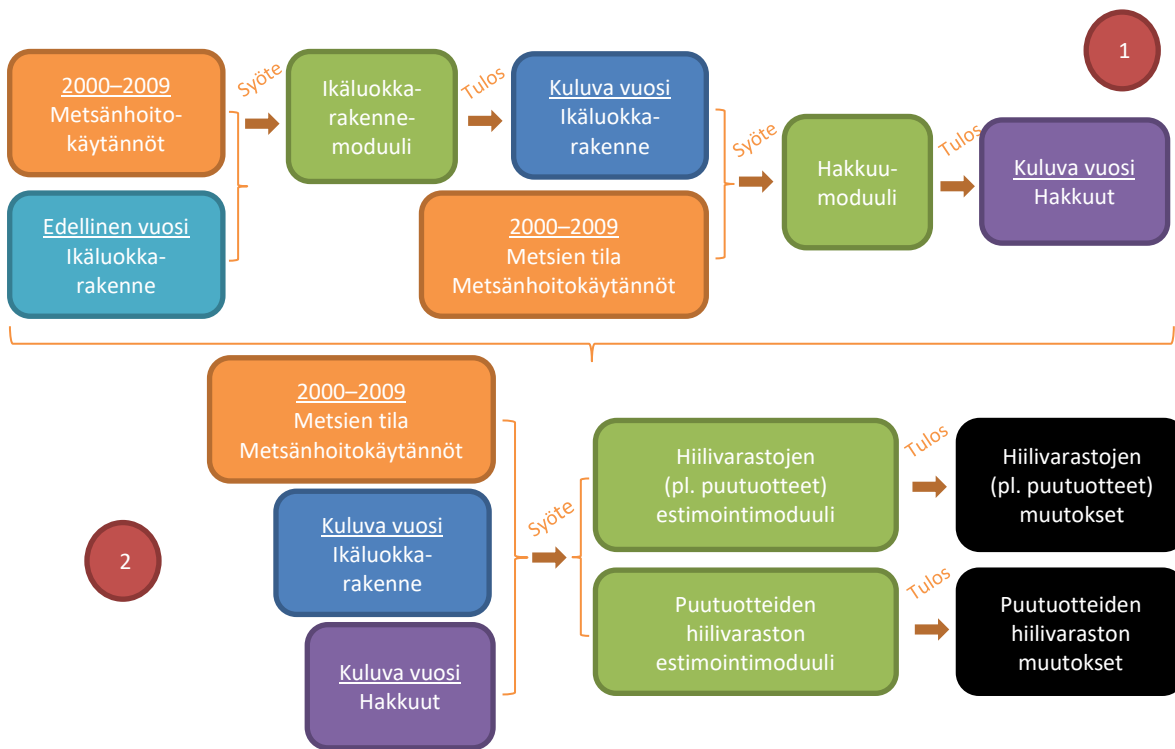 1
2000–2009
Metsänhoito-
käytännöt
Syöte
Ikäluokka-
rakenne-
moduuli
Tulos
Kuluva vuosi
Ikäluokka-
rakenne
Syöte
Hakkuu-
moduuli
Tulos
Kuluva vuosi
Hakkuut
Edellinen vuosi
Ikäluokka-
rakenne
2000–2009
Metsien tila
Metsänhoitokäytännöt
2
2000–2009
Metsien tila
Metsänhoitokäytännöt
Kuluva vuosi
Ikäluokka-
rakenne
Kuluva vuosi
Hakkuut
Syöte
Hiilivarastojen
(pl. puutuotteet)
estimointimoduuli
Tulos
Hiilivarastojen
(pl. puutuotteet)
muutokset
Puutuotteiden
hiilivaraston
estimointimoduuli
Tulos
Puutuotteiden
hiilivaraston
muutokset